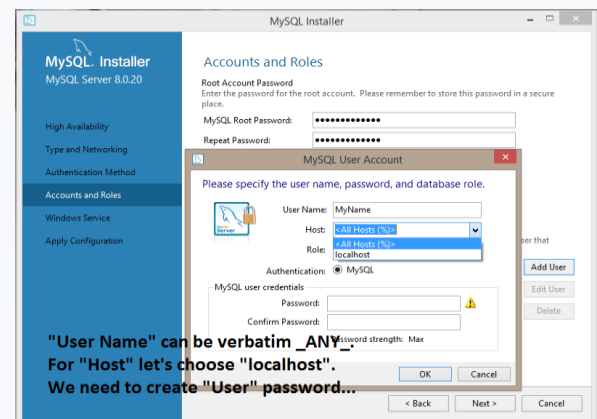 MySQL Installer
MySQL. Installer
MySQL Server 8.0.20
High Availability
Type and Networking
Authentication Method
Accounts and Roles
Windows Service
Apply Configuration
Accounts and Roles
Root Account Password
Enter the password for the root account. Please remember to store this password in a secure
place.
MySQL Root Password: •••••••••••••
Repeat Password: •••••••••••••
MySQL User Account
Please specify the user name, password, and database role.
Server
User Name: MyName
Host: <All Hosts (%)>
<All Hosts (%)>
localhost
Role:
Authentication: MySQL
MySQL user credentials
Password:
Confirm Password:
Password strength: Max
OK Cancel
ser that
Add User
Edit User
Delete
"User Name" can be verbatim _ANY_.
For "Host" let's choose "localhost".
We need to create "User" password...
< Back Next > Cancel